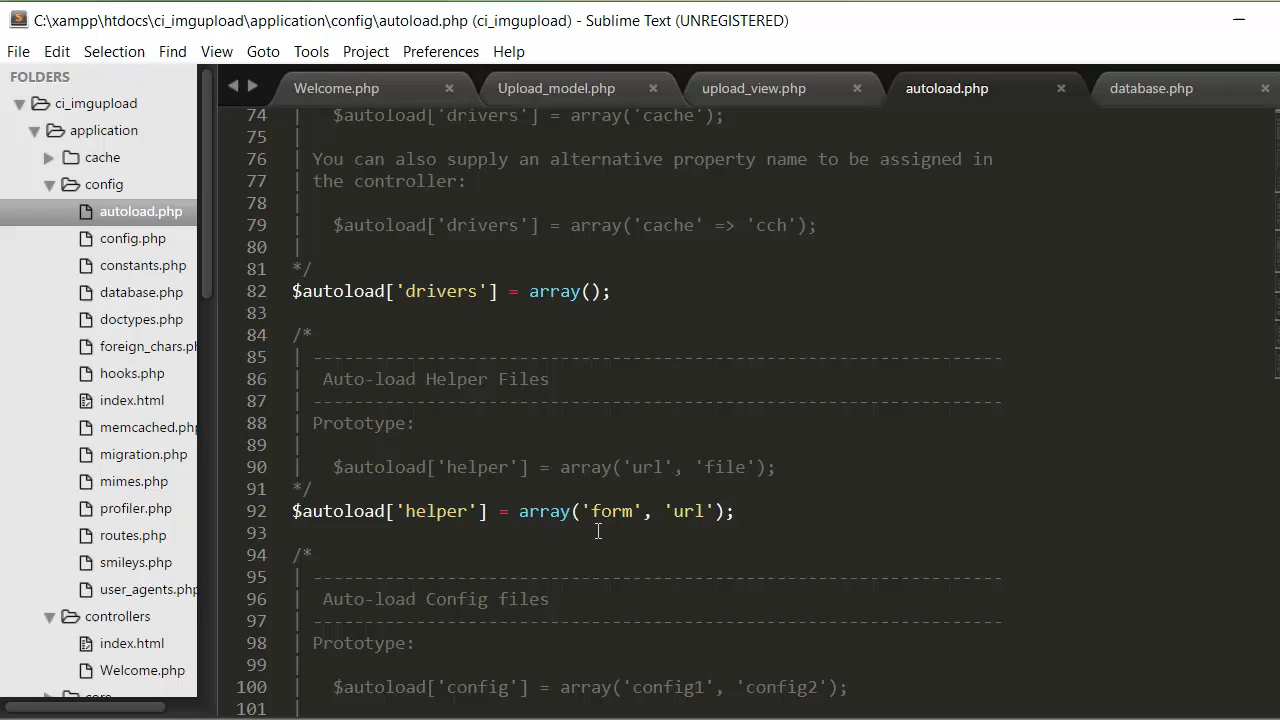 C:\xampp\htdocs\ci_imgupload\application\config\autoload.php (ci_imgupload) - Sublime Text (UNREGISTERED)
File Edit Selection Find View Goto Tools Project Preferences Help
FOLDERS
ci_imgupload
application
cache
config
autoload.php
config.php
constants.php
database.php
doctypes.php
foreign_chars.ph
hooks.php
index.html
memcached.php
migration.php
mimes.php
profiler.php
routes.php
smileys.php
user_agents.php
controllers
index.html
Welcome.php
Welcome.php Upload_model.php upload_view.php autoload.php database.php
74 | $autoload['drivers'] = array('cache');
75 |
76 | You can also supply an alternative property name to be assigned in
77 | the controller:
78 |
79 | $autoload['drivers'] = array('cache' => 'cch');
80 |
81 */
82 $autoload['drivers'] = array();
83
84 /*
85 | -------------------------------------------------------------------
86 | Auto-load Helper Files
87 | -------------------------------------------------------------------
88 | Prototype:
89 |
90 | $autoload['helper'] = array('url', 'file');
91 */
92 $autoload['helper'] = array('form', 'url');
93
94 /*
95 | -------------------------------------------------------------------
96 | Auto-load Config files
97 | -------------------------------------------------------------------
98 | Prototype:
99 |
100 | $autoload['config'] = array('config1', 'config2');
101 |